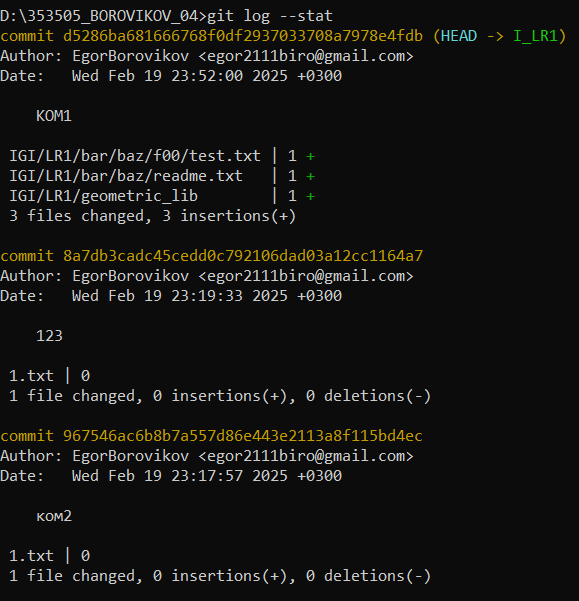 D:\353505_BOROVIKOV_04>git log --stat
commit d5286ba681666768f0df2937033708a7978e4fdb (HEAD -> I_LR1)
Author: EgorBorovikov <egor2111biro@gmail.com>
Date:   Wed Feb 19 23:52:00 2025 +0300
КОМ1
IGI/LR1/bar/baz/f00/test.txt | 1 +
IGI/LR1/bar/baz/readme.txt   | 1 +
IGI/LR1/geometric_lib        | 1 +
3 files changed, 3 insertions(+)
commit 8a7db3cadc45cedd0c792106dad03a12cc1164a7
Author: EgorBorovikov <egor2111biro@gmail.com>
Date:   Wed Feb 19 23:19:33 2025 +0300
123
1.txt | 0
1 file changed, 0 insertions(+), 0 deletions(-)
commit 967546ac6b8b7a557d86e443e2113a8f115bd4ec
Author: EgorBorovikov <egor2111biro@gmail.com>
Date:   Wed Feb 19 23:17:57 2025 +0300
ком2
1.txt | 0
1 file changed, 0 insertions(+), 0 deletions(-)